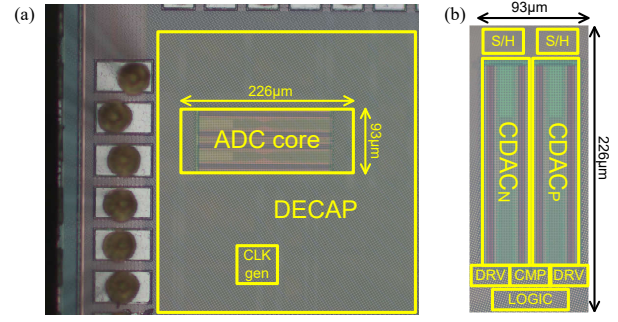 (a)
226μm
ADC core
93μm
DECAP
CLK
gen
(b)
93μm
S/H
S/H
CDACN
CDACP
226μm
DRV
CMP
DRV
LOGIC